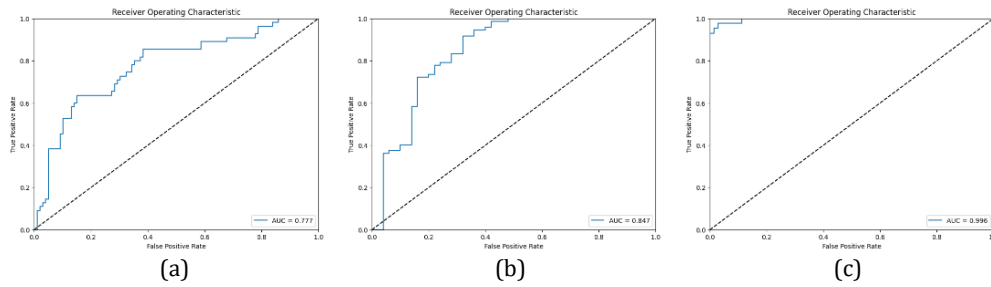 Receiver Operating Characteristic
1.0
0.8
0.6
0.4
0.2
0.0
True Positive Rate
0.0 0.2 0.4 0.6 0.8 1.0
False Positive Rate
AUC = 0.777
(a)
Receiver Operating Characteristic
1.0
0.8
0.6
0.4
0.2
0.0
True Positive Rate
0.0 0.2 0.4 0.6 0.8 1.0
False Positive Rate
AUC = 0.847
(b)
Receiver Operating Characteristic
1.0
0.8
0.6
0.4
0.2
0.0
True Positive Rate
0.0 0.2 0.4 0.6 0.8 1.0
False Positive Rate
AUC = 0.996
(c)